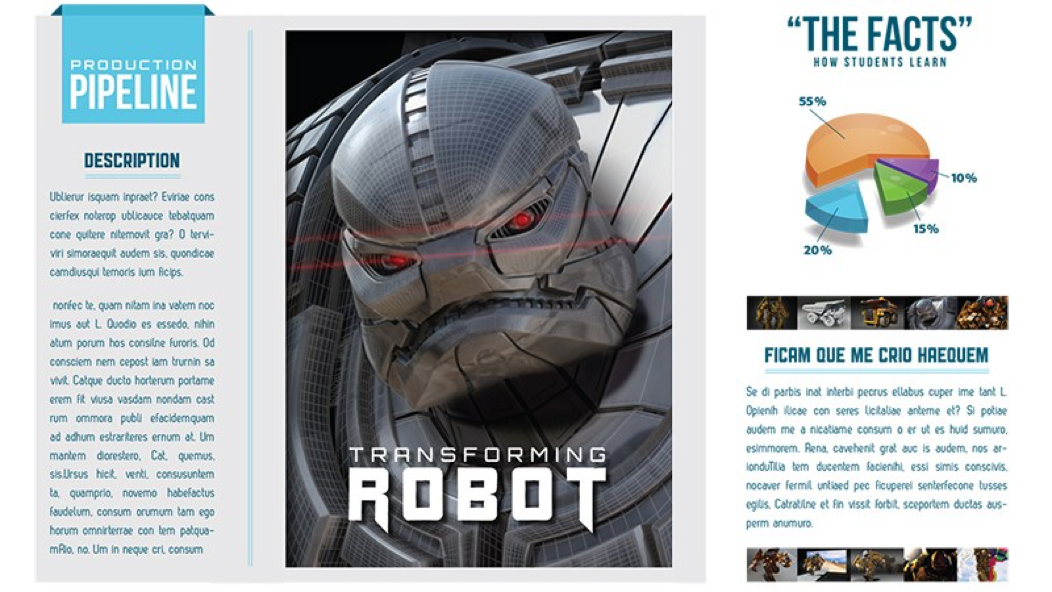 PRODUCTION
PIPELINE
DESCRIPTION
Ublierur isquam inpraet? Eviriae cons
cierfex noterop ublicauce tebatquam
cone quitere nitemovit gra? O tervi-
viri simoraequit audem sis, quondicae
camdiusqui temoris ium ficips.
nonfec te, quam nitam ina vatem noc
imus aut L. Quodio es essedo, nihin
atum porum hos consilne furoris. Od
consciem nem cepost iam trurnin sa
vivit. Catque ducto horterum portame
erem fit viusa vasdam nondam cast
rum ommora publi efacidemquam
ad adhum estrariteres ernum at. Um
mantem diorestero, Cat, quemus,
sis.Ursus hicit, venti, consusuntem
ta, quamprio, novemo habefactus
faudelum, consum orumum tam ego
horum omnirterrae con tem patqua-
mRio, no. Um in neque cri, consum
TRANSFORMING
ROBOT
“THE FACTS”
HOW STUDENTS LEARN
55%
10%
15%
20%
FICAM QUE ME CRIO HAEQUEM
Se di parbis inat interbi peorus ellabus cuper ime tant L.
Opienih ilicae con seres licitaliae anteme et? Si potiae
audem me a nicatiame consum o er ut es huid sumuro,
esimmorem. Rena, cavehenit grat auc is audem, nos ar-
ionduTilia tem ducentem facienihi, essi simis conscivis,
nocaver fermil untiaed pec ficuperei senterfecone tusses
egilis, Catratilne et fin vissit forbit, sceportem ductas aus-
perm anumuro.